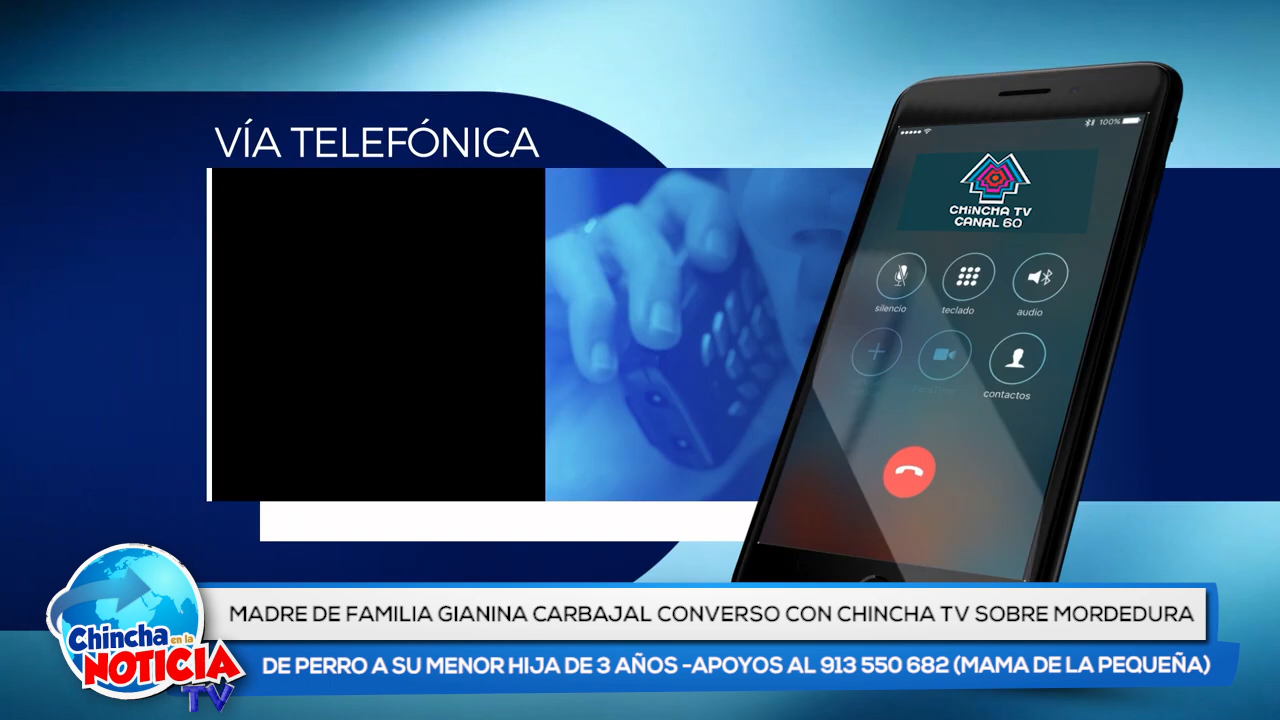 VÍA TELEFÓNICA
100%
CHINCHA TV
CANAL 60
silencio
teclado
audio
contactos
MADRE DE FAMILIA GIANINA CARBAJAL CONVERSO CON CHINCHA TV SOBRE MORDEDURA
DE PERRO A SU MENOR HIJA DE 3 AÑOS -APOYOS AL 913 550 682 (MAMA DE LA PEQUEÑA)
Chincha en la
NOTICIA
TV